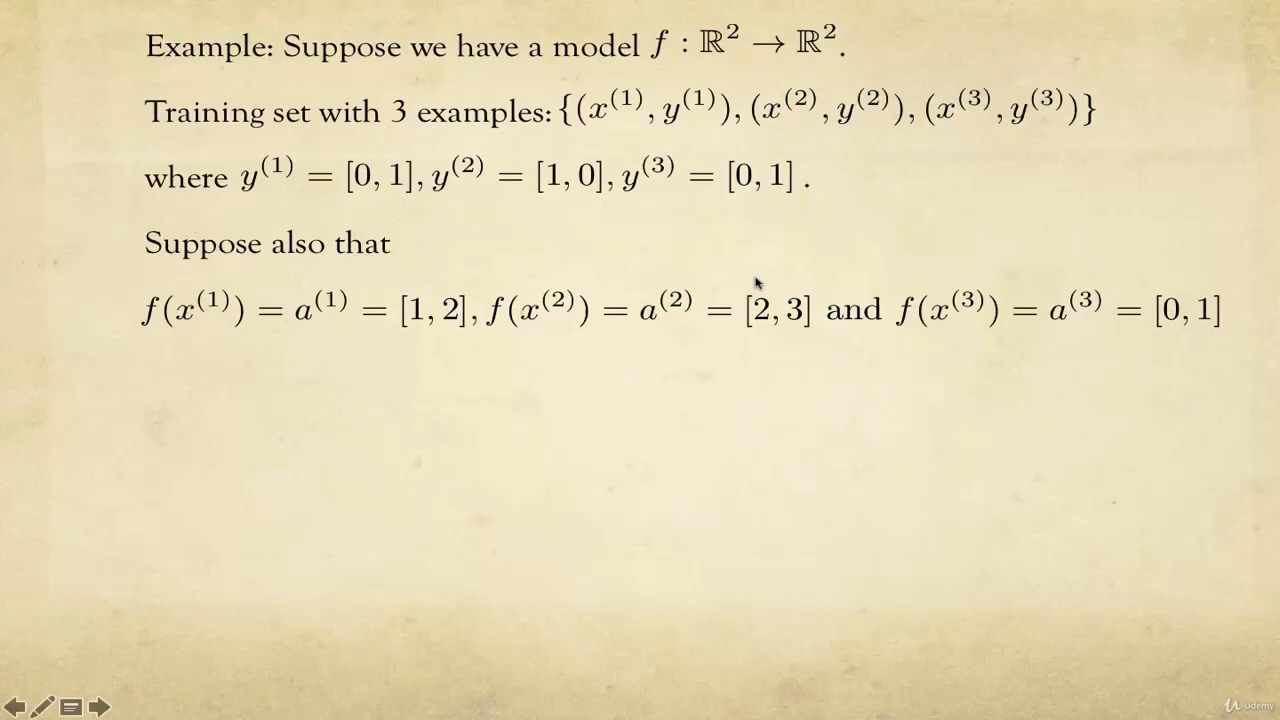 Example: Suppose we have a model f : ℝ² → ℝ².
Training set with 3 examples: {(x⁽¹⁾, y⁽¹⁾), (x⁽²⁾, y⁽²⁾), (x⁽³⁾, y⁽³⁾)}
where y⁽¹⁾ = [0, 1], y⁽²⁾ = [1, 0], y⁽³⁾ = [0, 1] .
Suppose also that
f(x⁽¹⁾) = a⁽¹⁾ = [1, 2], f(x⁽²⁾) = a⁽²⁾ = [2, 3] and f(x⁽³⁾) = a⁽³⁾ = [0, 1]
Udemy